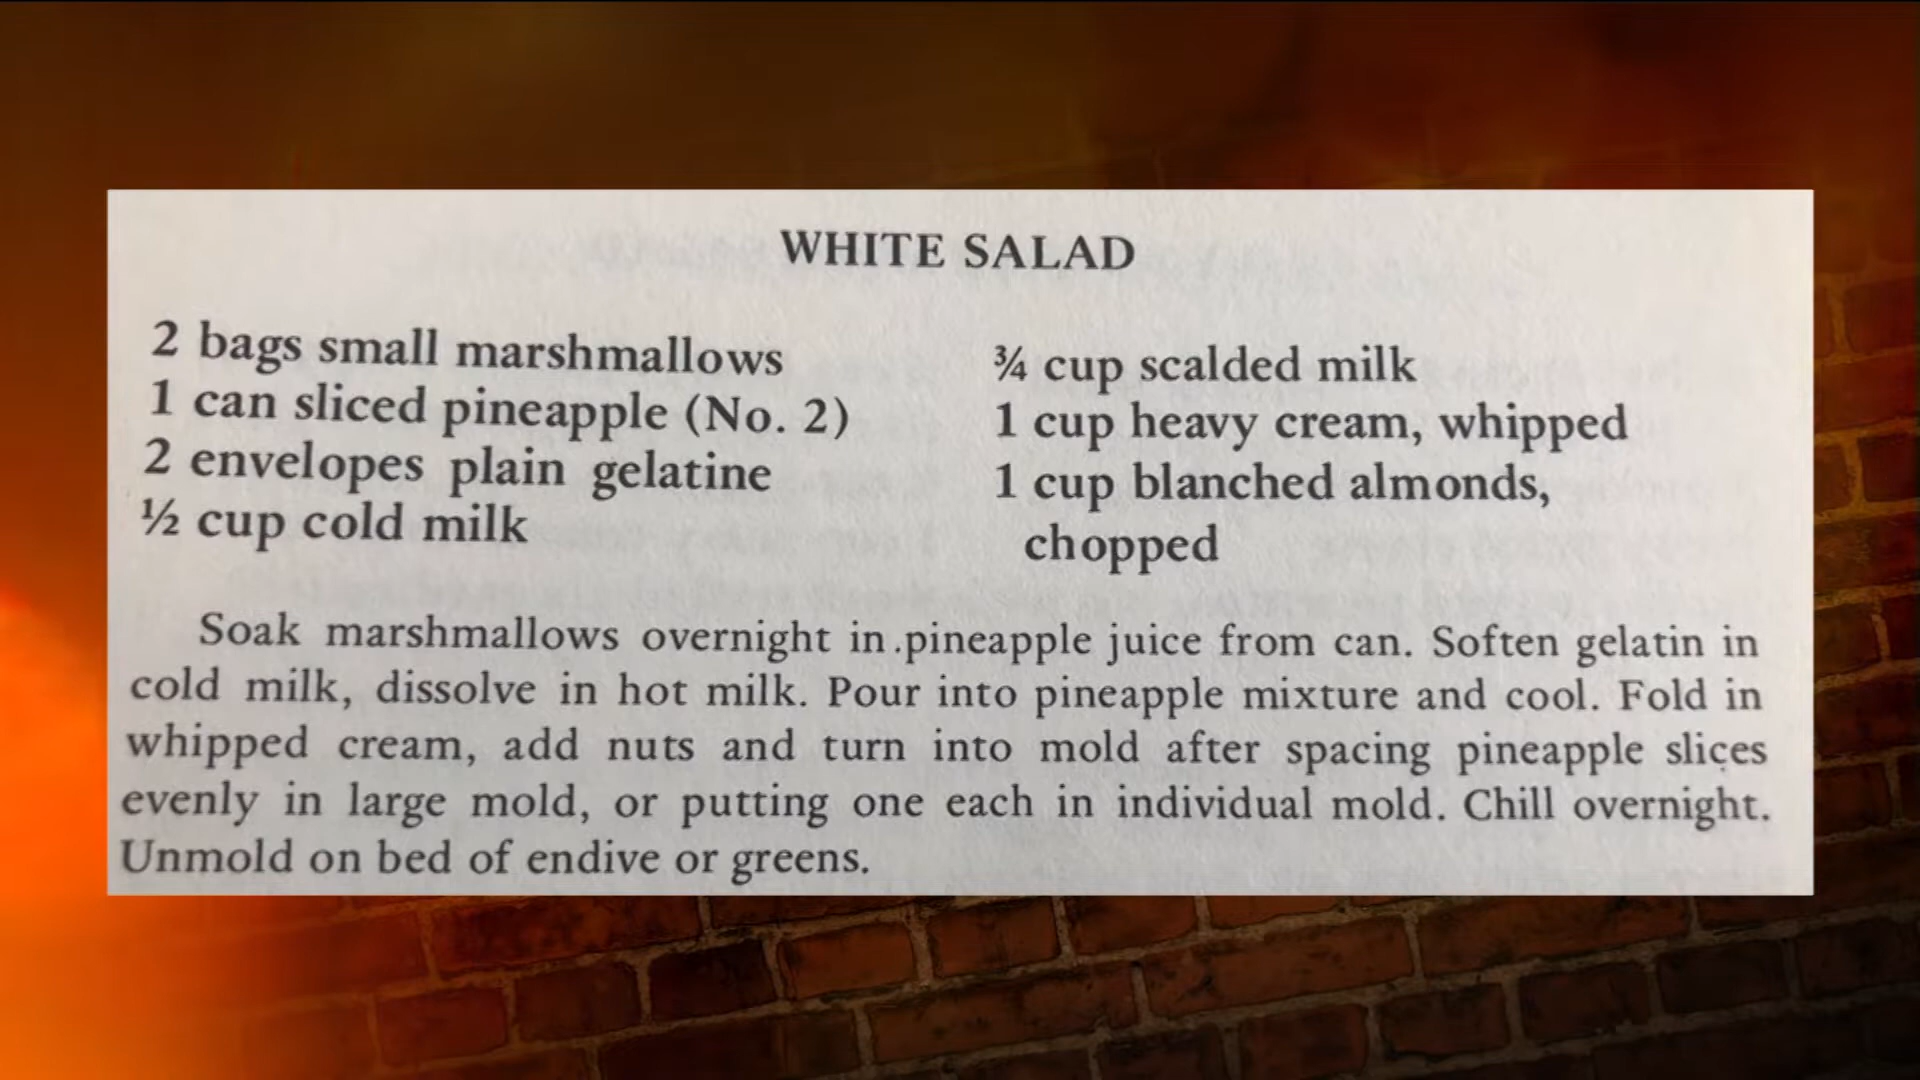 WHITE SALAD
2 bags small marshmallows
1 can sliced pineapple (No. 2)
2 envelopes plain gelatine
½ cup cold milk
¾ cup scalded milk
1 cup heavy cream, whipped
1 cup blanched almonds,
chopped
Soak marshmallows overnight in pineapple juice from can. Soften gelatin in
cold milk, dissolve in hot milk. Pour into pineapple mixture and cool. Fold in
whipped cream, add nuts and turn into mold after spacing pineapple slices
evenly in large mold, or putting one each in individual mold. Chill overnight.
Unmold on bed of endive or greens.